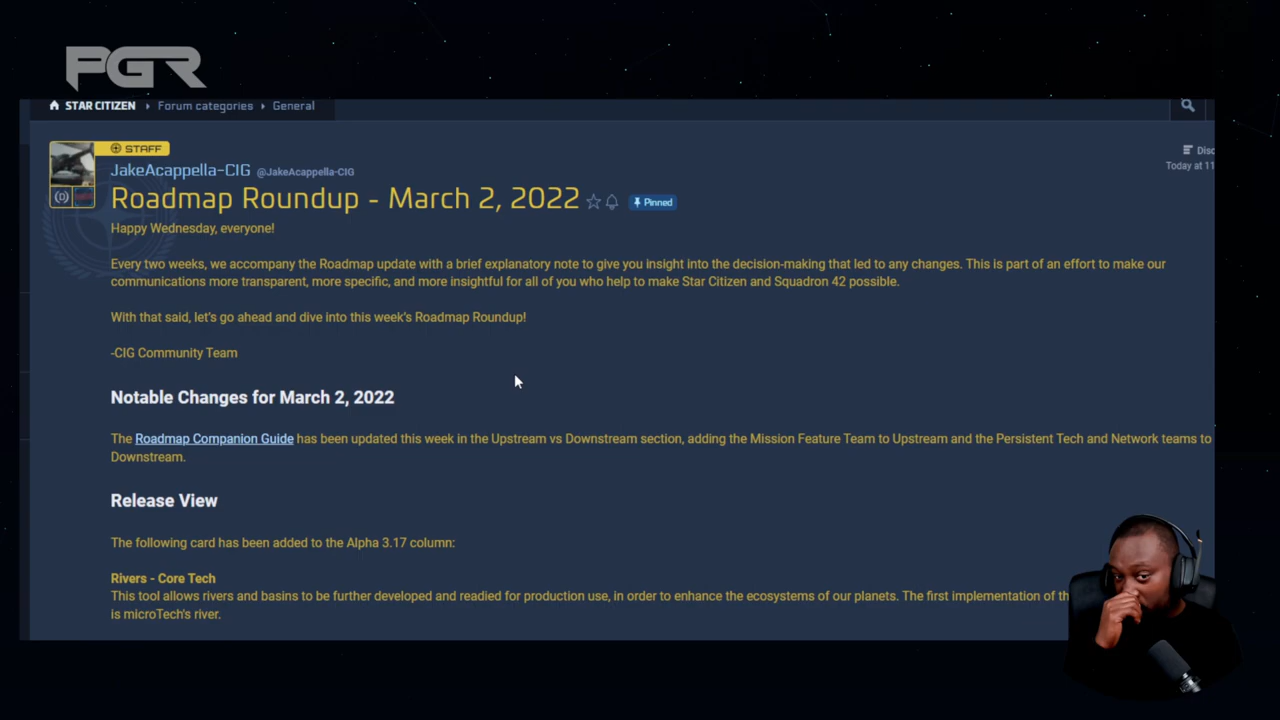 PGR
STAR CITIZEN Forum categories General
STAFF
JakeAcappella-CIG @JakeAcappella-CIG
Disc
Today at 11
Roadmap Roundup - March 2, 2022 Pinned
Happy Wednesday, everyone!
Every two weeks, we accompany the Roadmap update with a brief explanatory note to give you insight into the decision-making that led to any changes. This is part of an effort to make our
communications more transparent, more specific, and more insightful for all of you who help to make Star Citizen and Squadron 42 possible.
With that said, let's go ahead and dive into this week's Roadmap Roundup!
-CIG Community Team
Notable Changes for March 2, 2022
The Roadmap Companion Guide has been updated this week in the Upstream vs Downstream section, adding the Mission Feature Team to Upstream and the Persistent Tech and Network teams to
Downstream.
Release View
The following card has been added to the Alpha 3.17 column:
Rivers - Core Tech
This tool allows rivers and basins to be further developed and readied for production use, in order to enhance the ecosystems of our planets. The first implementation of
is microTech's river.